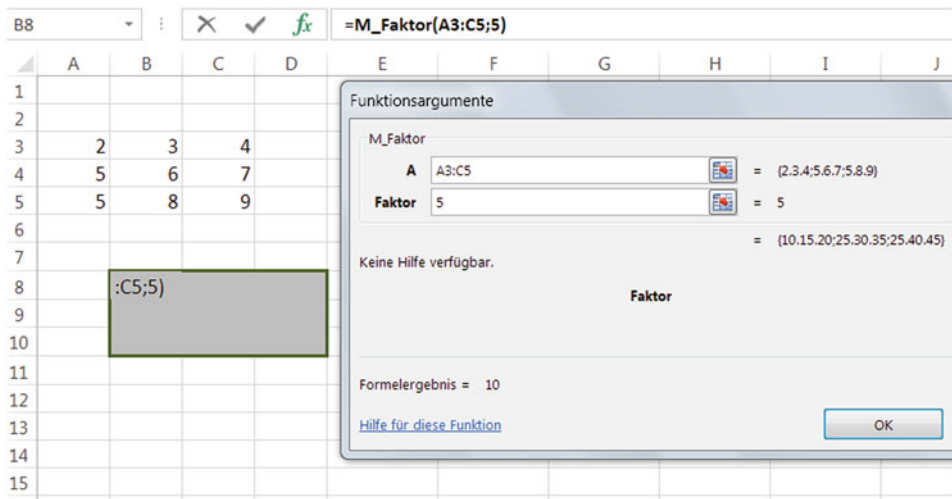 B8 fx =M_Faktor(A3:C5;5)
A B C D E F G H I J
1
2
3 2 3 4
4 5 6 7
5 5 8 9
6
7
8 :C5;5)
9
10
11
12
13
14
15
Funktionsargumente
M_Faktor
A A3:C5 = {2.3.4;5.6.7;5.8.9}
Faktor 5 = 5
= {10.15.20;25.30.35;25.40.45}
Keine Hilfe verfügbar.
Faktor
Formelergebnis = 10
Hilfe für diese Funktion OK